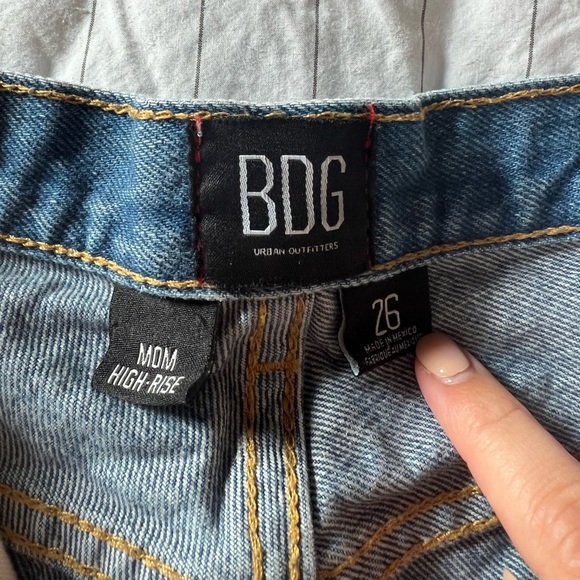 BDG
URBAN OUTFITTERS
MOM
HIGH-RISE
26
MADE IN MEXICO
FABRIQUÉ AU MEXIQUE